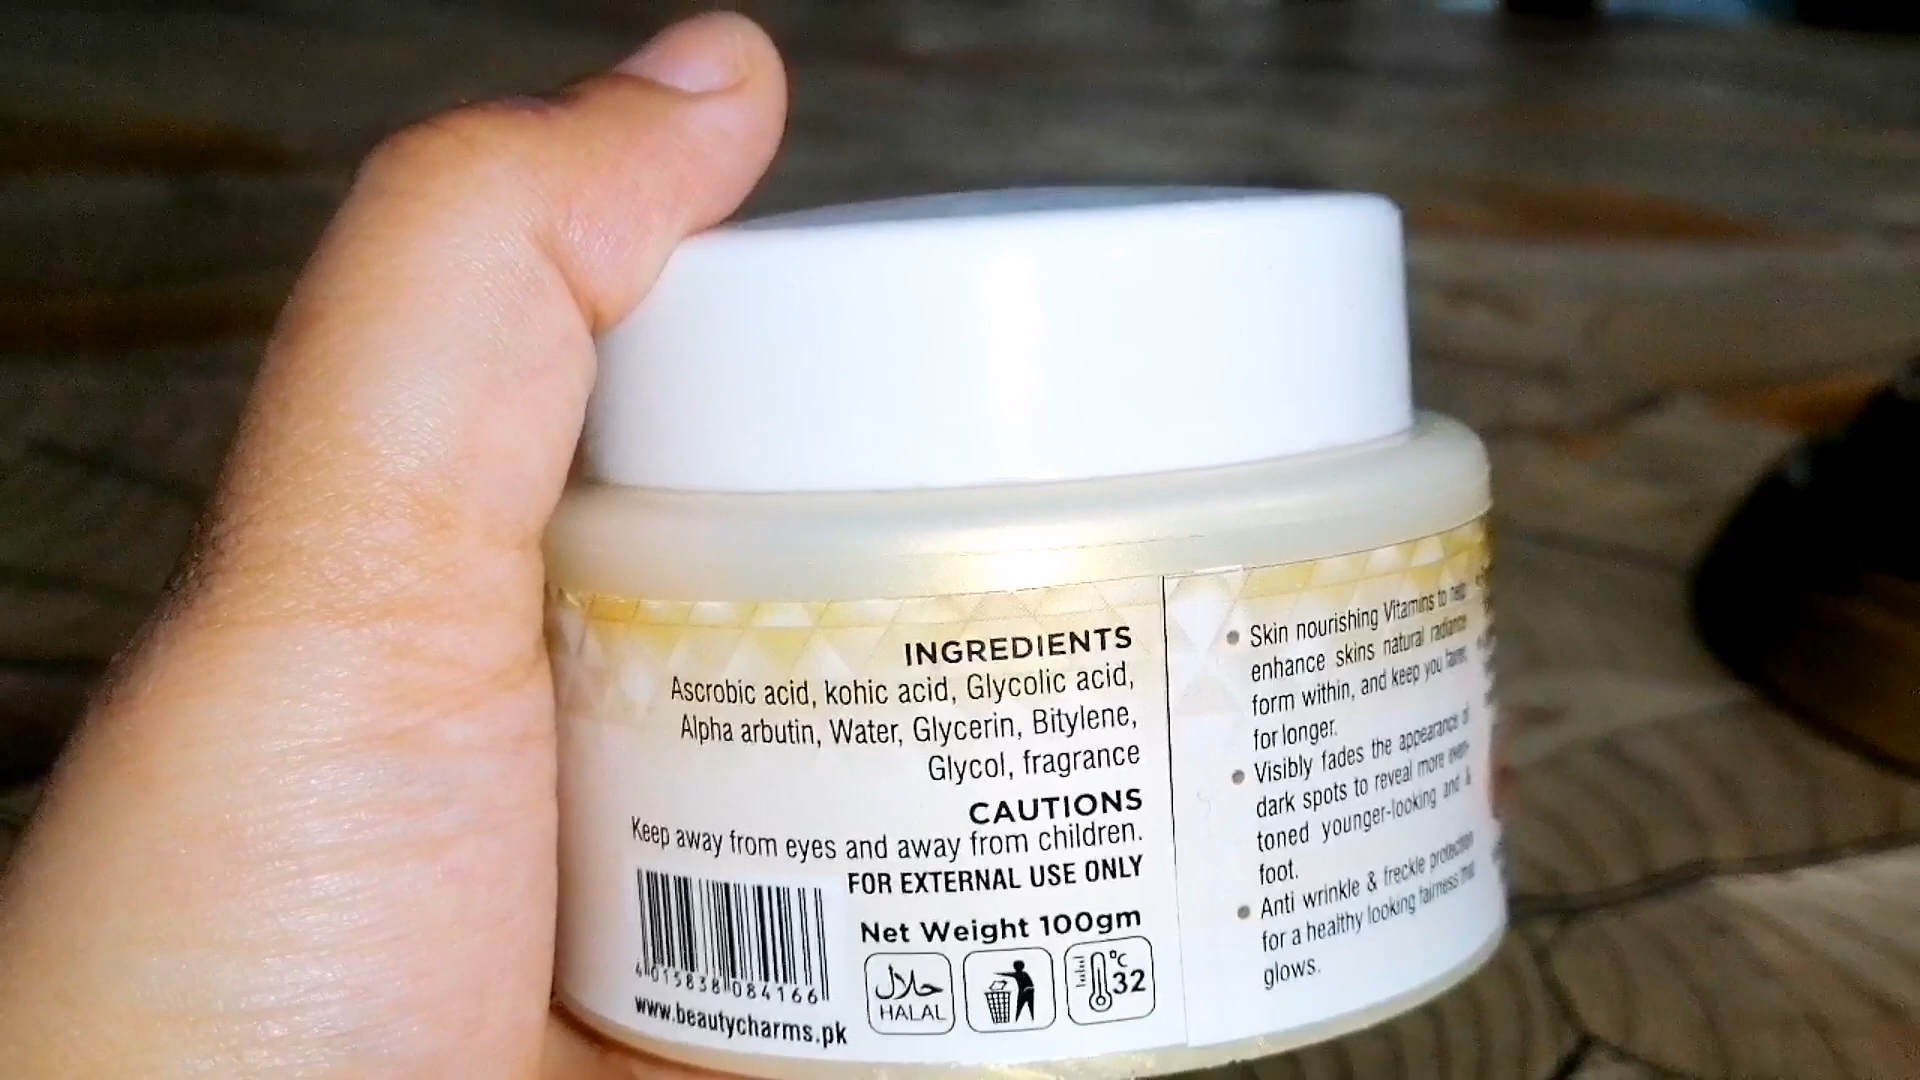 INGREDIENTS
Ascrobic acid, kohic acid, Glycolic acid,
Alpha arbutin, Water, Glycerin, Bitylene,
Glycol, fragrance
CAUTIONS
Keep away from eyes and away from children.
FOR EXTERNAL USE ONLY
Net Weight 100gm
4 015838 084166
www.beautycharms.pk
حلال
HALAL
°C
32
• Skin nourishing Vitamins to help
enhance skins natural radiance
form within, and keep you fairer
for longer.
• Visibly fades the appearance of
dark spots to reveal more even-
toned younger-looking and &
foot.
• Anti wrinkle & freckle protection
for a healthy looking fairness that
glows.